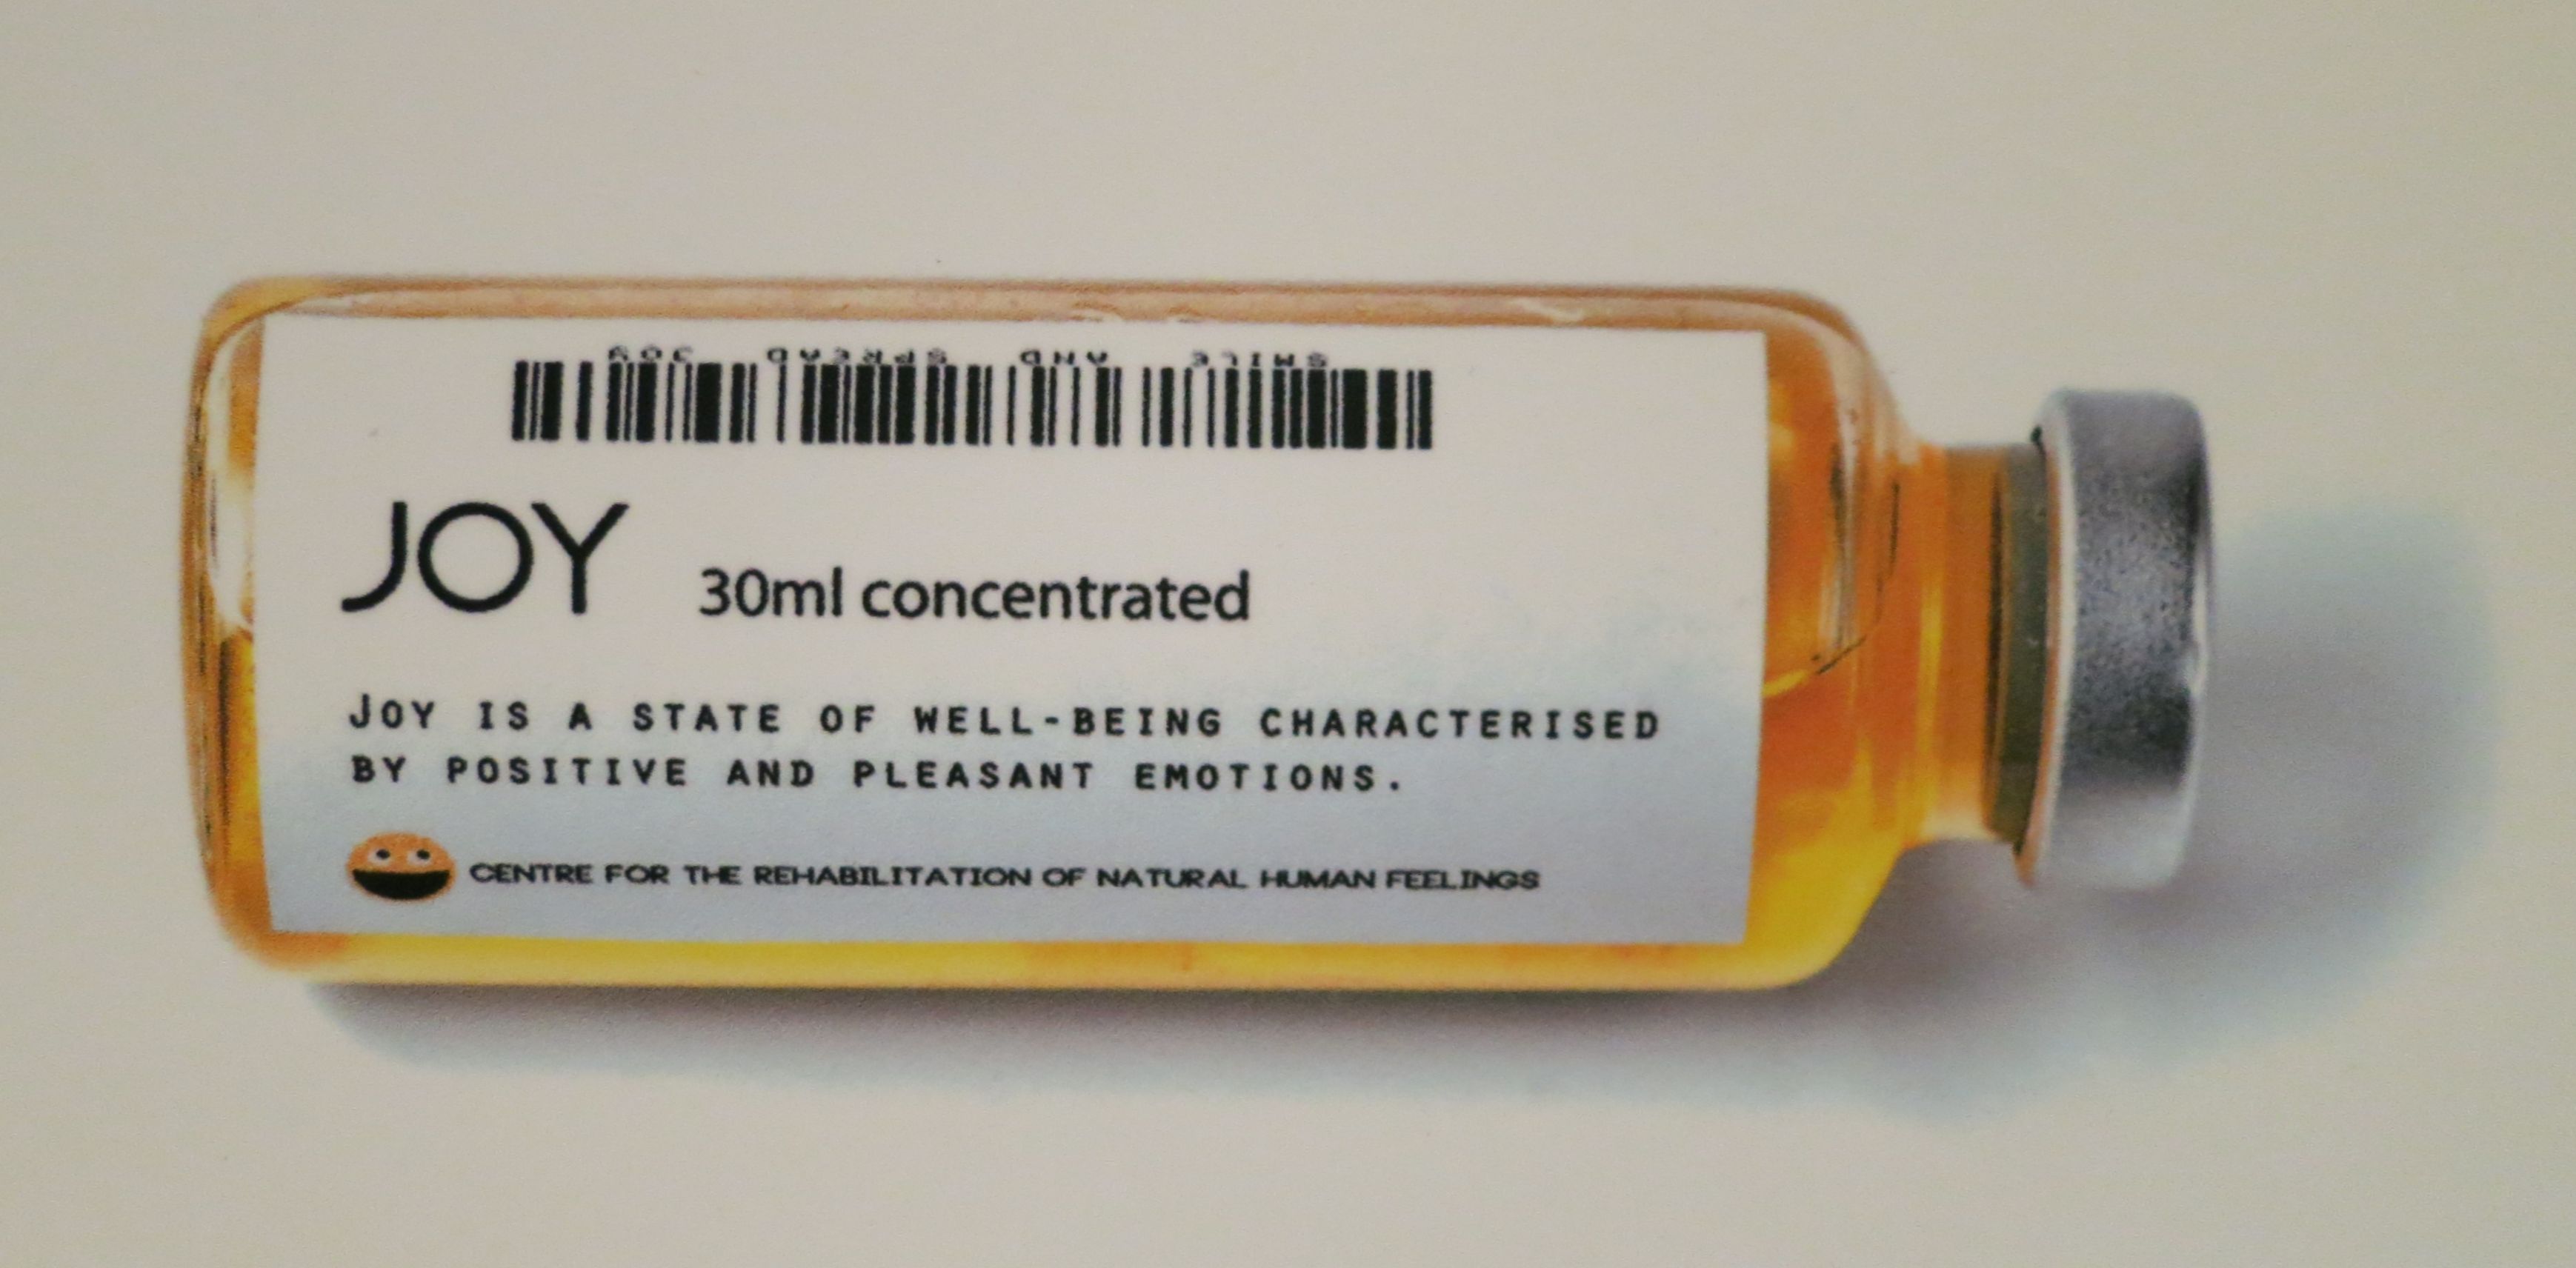 SMILE AND SPREAD JOY
JOY 30ml concentrated
JOY IS A STATE OF WELL-BEING CHARACTERISED
BY POSITIVE AND PLEASANT EMOTIONS.
CENTRE FOR THE REHABILITATION OF NATURAL HUMAN FEELINGS